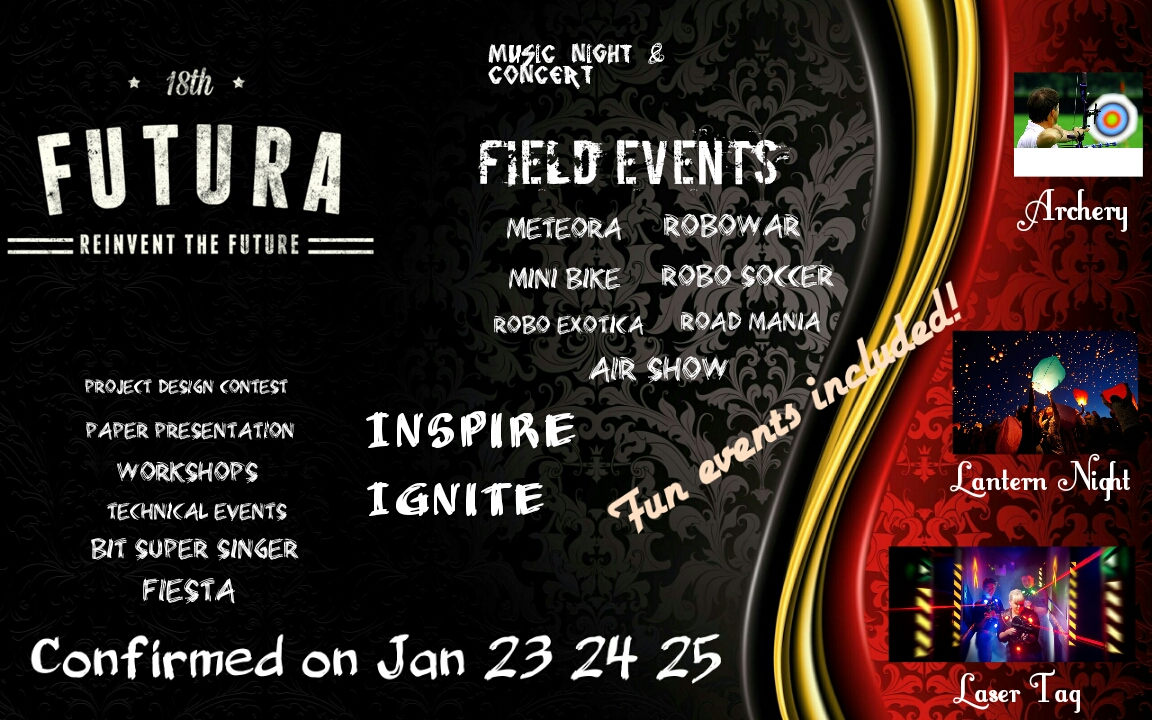 18th
FUTURA
REINVENT THE FUTURE
MUSIC NIGHT &
CONCERT
FIELD EVENTS
METEORA ROBOWAR
MINI BIKE ROBO SOCCER
ROBO EXOTICA ROAD MANIA
AIR SHOW
PROJECT DESIGN CONTEST
PAPER PRESENTATION
WORKSHOPS
TECHNICAL EVENTS
BIT SUPER SINGER
FIESTA
INSPIRE
IGNITE
Fun events included!
Confirmed on Jan 23 24 25
Archery
Lantern Night
Laser Tag